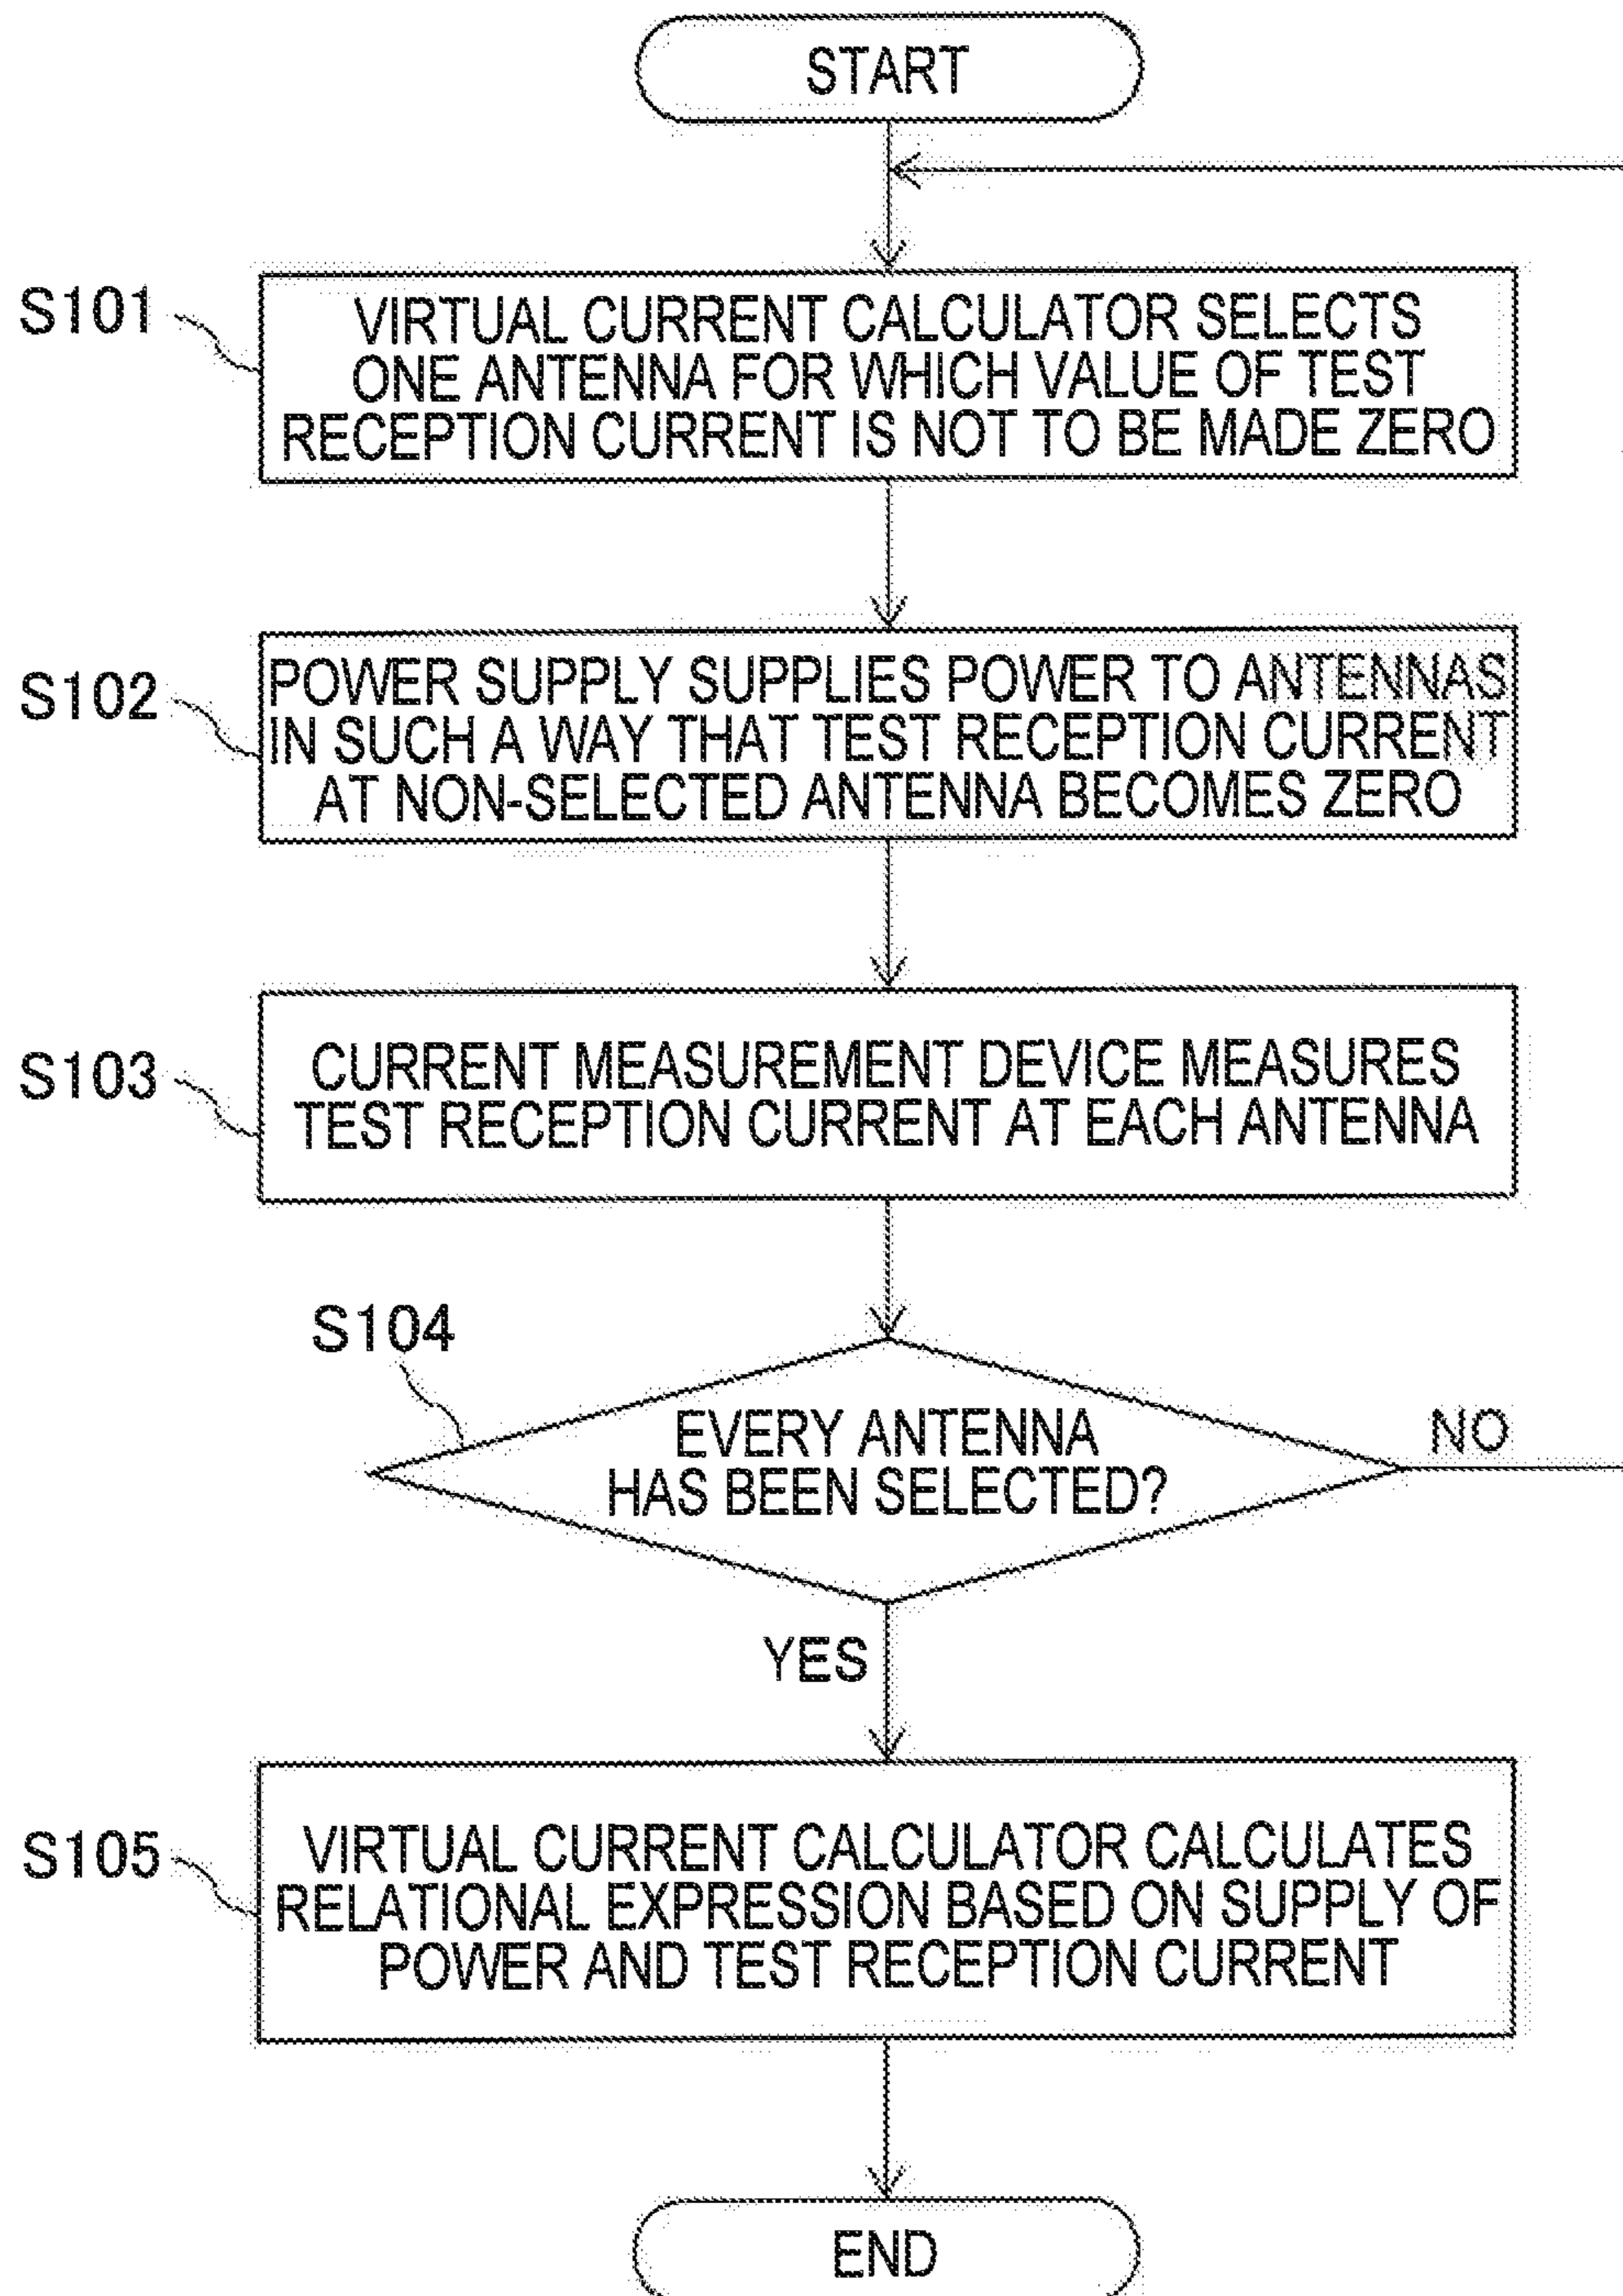 START
S101
VIRTUAL CURRENT CALCULATOR SELECTS
ONE ANTENNA FOR WHICH VALUE OF TEST
RECEPTION CURRENT IS NOT TO BE MADE ZERO
S102
POWER SUPPLY SUPPLIES POWER TO ANTENNAS
IN SUCH A WAY THAT TEST RECEPTION CURRENT
AT NON-SELECTED ANTENNA BECOMES ZERO
S103
CURRENT MEASUREMENT DEVICE MEASURES
TEST RECEPTION CURRENT AT EACH ANTENNA
S104
EVERY ANTENNA
HAS BEEN SELECTED?
NO
YES
S105
VIRTUAL CURRENT CALCULATOR CALCULATES
RELATIONAL EXPRESSION BASED ON SUPPLY OF
POWER AND TEST RECEPTION CURRENT
END